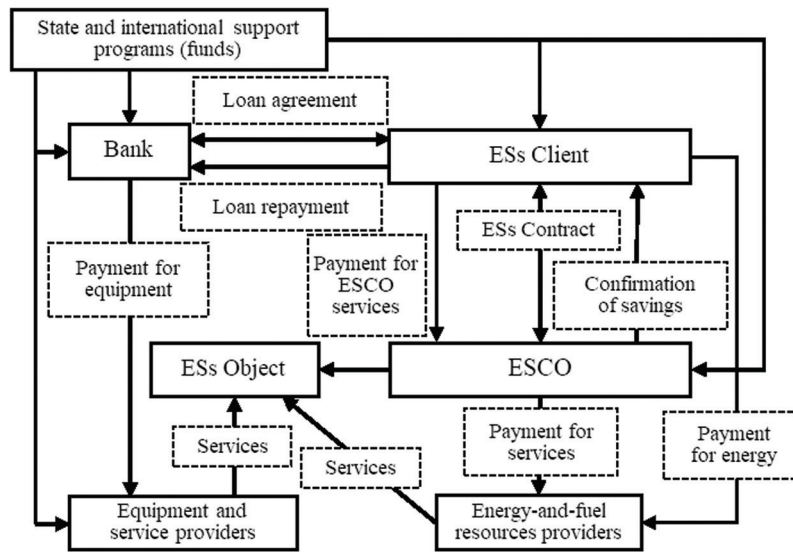 State and international support
programs (funds)
Loan agreement
Bank
ESs Client
Loan repayment
ESs Contract
Payment for
equipment
Payment for
ESCO
services
Confirmation
of savings
ESs Object
ESCO
Services
Services
Payment for
services
Payment
for energy
Equipment and
service providers
Energy-and-fuel
resources providers